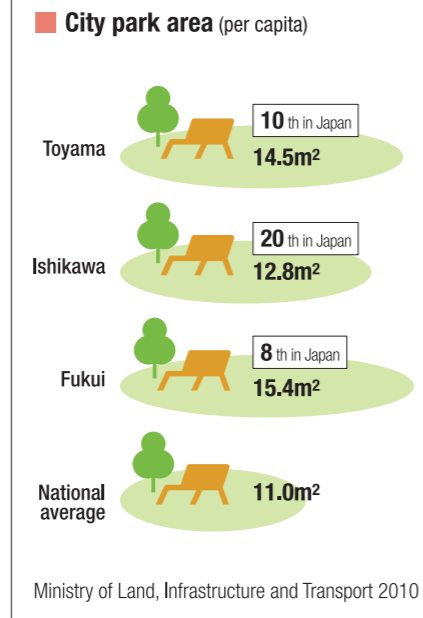 City park area (per capita)
10 th in Japan
Toyama 14.5m²
20 th in Japan
Ishikawa 12.8m²
8 th in Japan
Fukui 15.4m²
National average 11.0m²
Ministry of Land, Infrastructure and Transport 2010